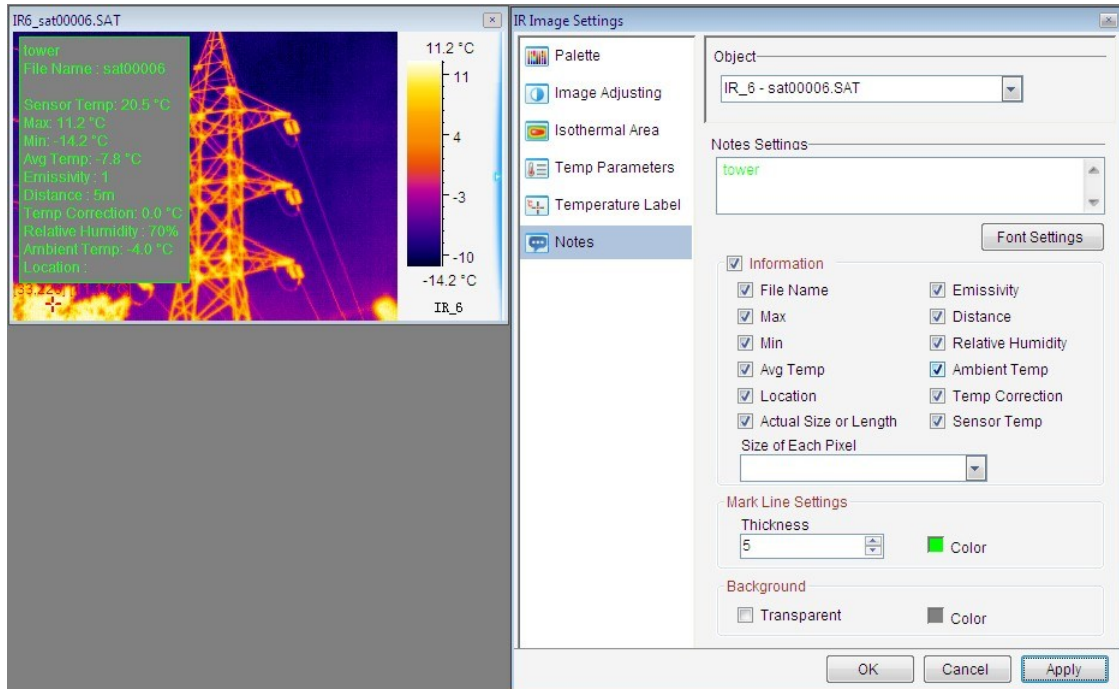 IR6_sat00006.SAT
tower
File Name : sat00006
Sensor Temp: 20.5 °C
Max: 11.2 °C
Min: -14.2 °C
Avg Temp: -7.8 °C
Emissivity : 1
Distance : 5m
Temp Correction: 0.0 °C
Relative Humidity : 70%
Ambient Temp: -4.0 °C
Location :
11.2 °C
11
4
-3
-10
-14.2 °C
IR_6
IR Image Settings
Palette
Image Adjusting
Isothermal Area
Temp Parameters
Temperature Label
Notes
Object
IR_6 - sat00006.SAT
Notes Settings
tower
Font Settings
Information
File Name
Emissivity
Max
Distance
Min
Relative Humidity
Avg Temp
Ambient Temp
Location
Temp Correction
Actual Size or Length
Sensor Temp
Size of Each Pixel
Mark Line Settings
Thickness
5
Color
Background
Transparent
Color
OK
Cancel
Apply